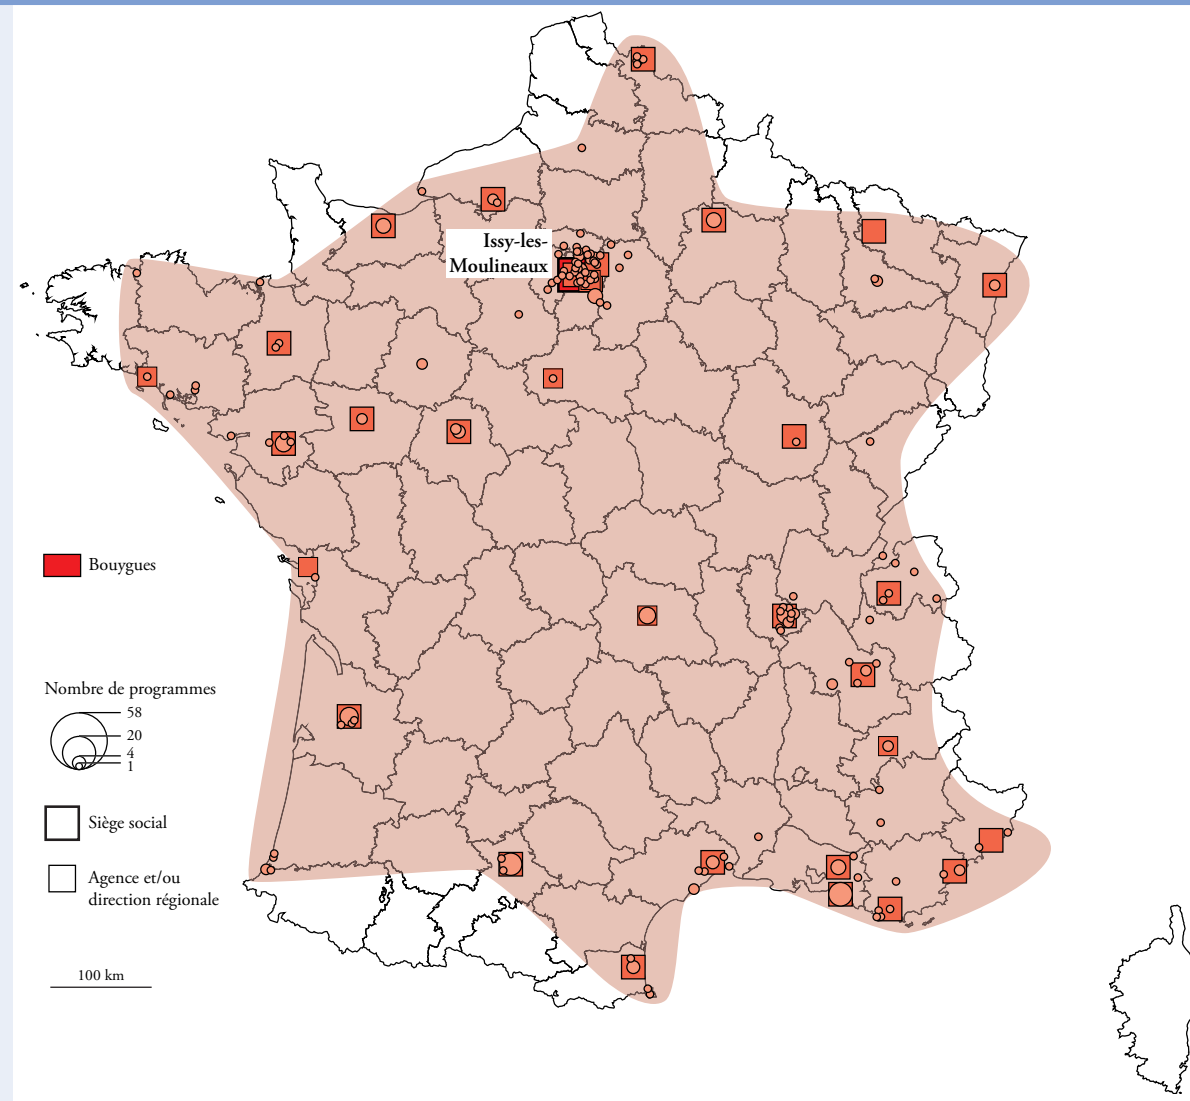 Issy-les-
Moulineaux
Bouygues
Nombre de programmes
58
20
4
1
Siège social
Agence et/ou
direction régionale
100 km